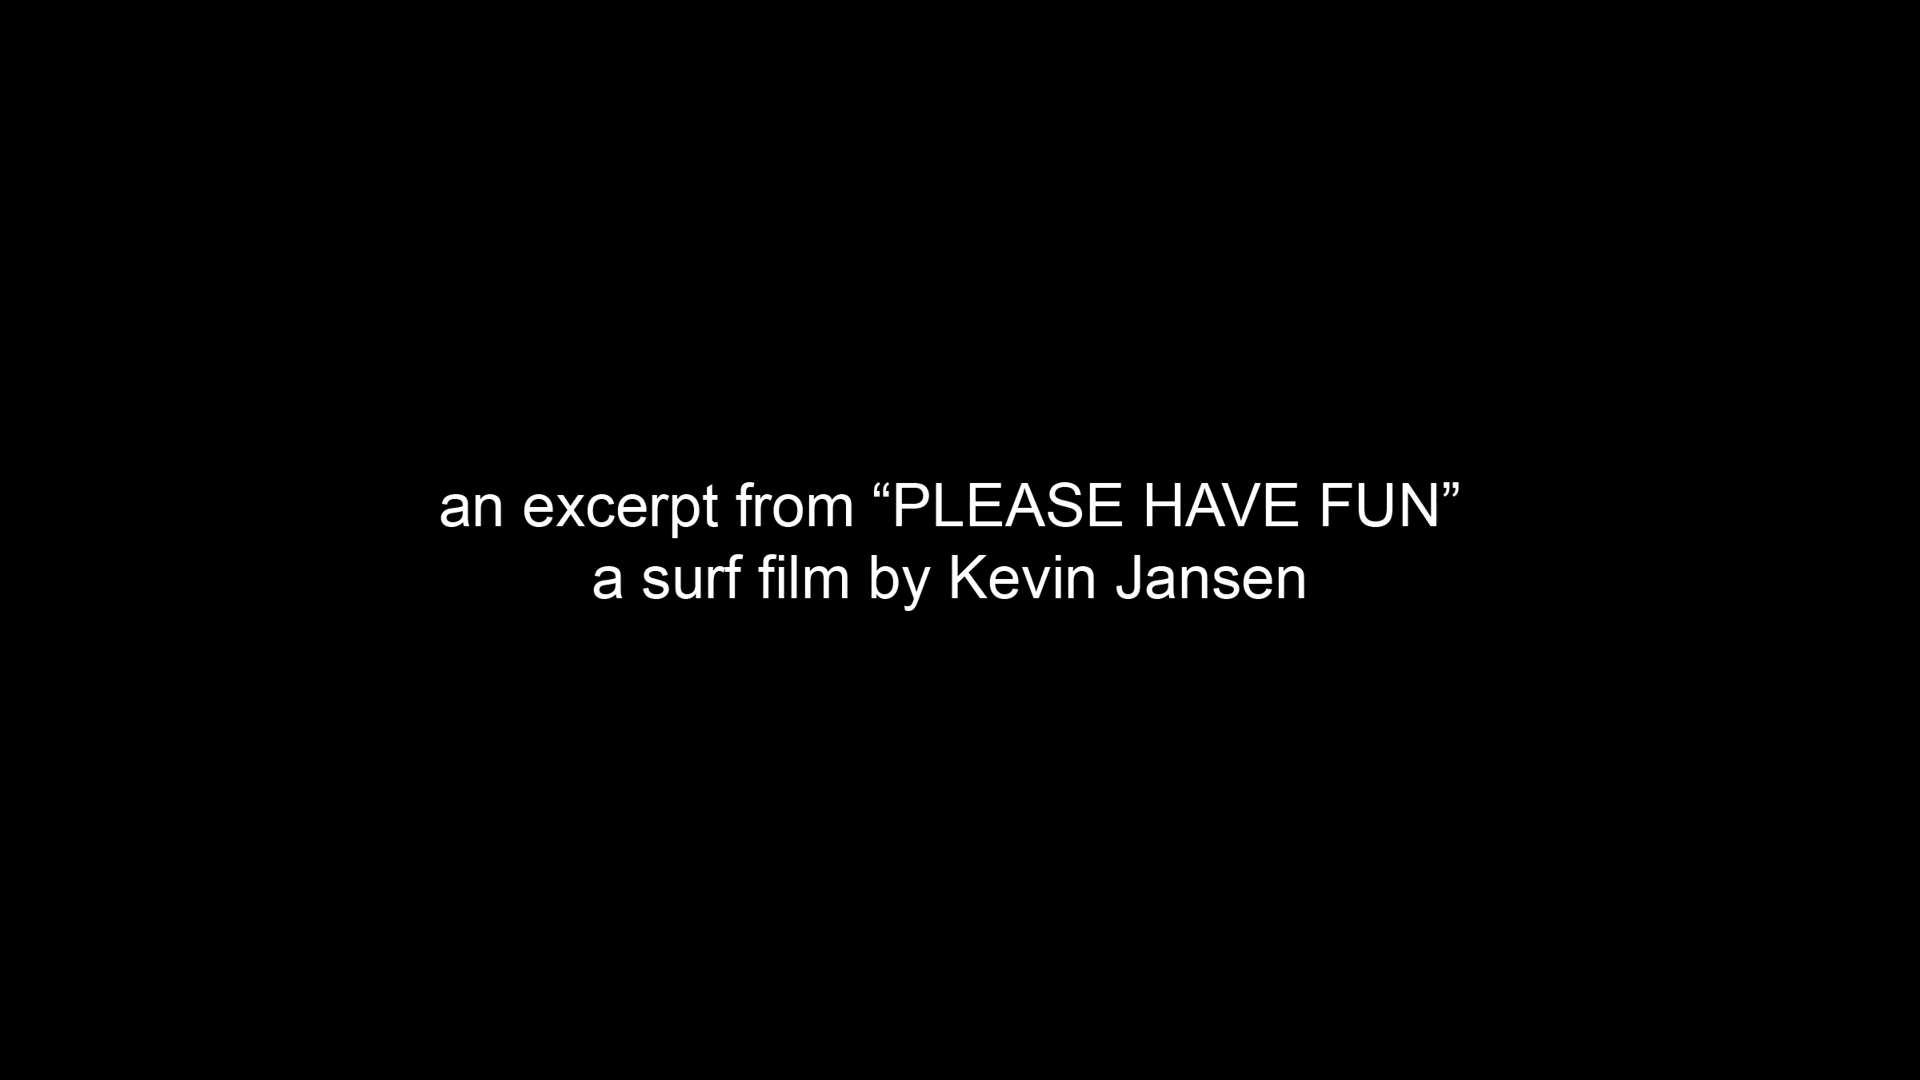 an excerpt from “PLEASE HAVE FUN”
a surf film by Kevin Jansen